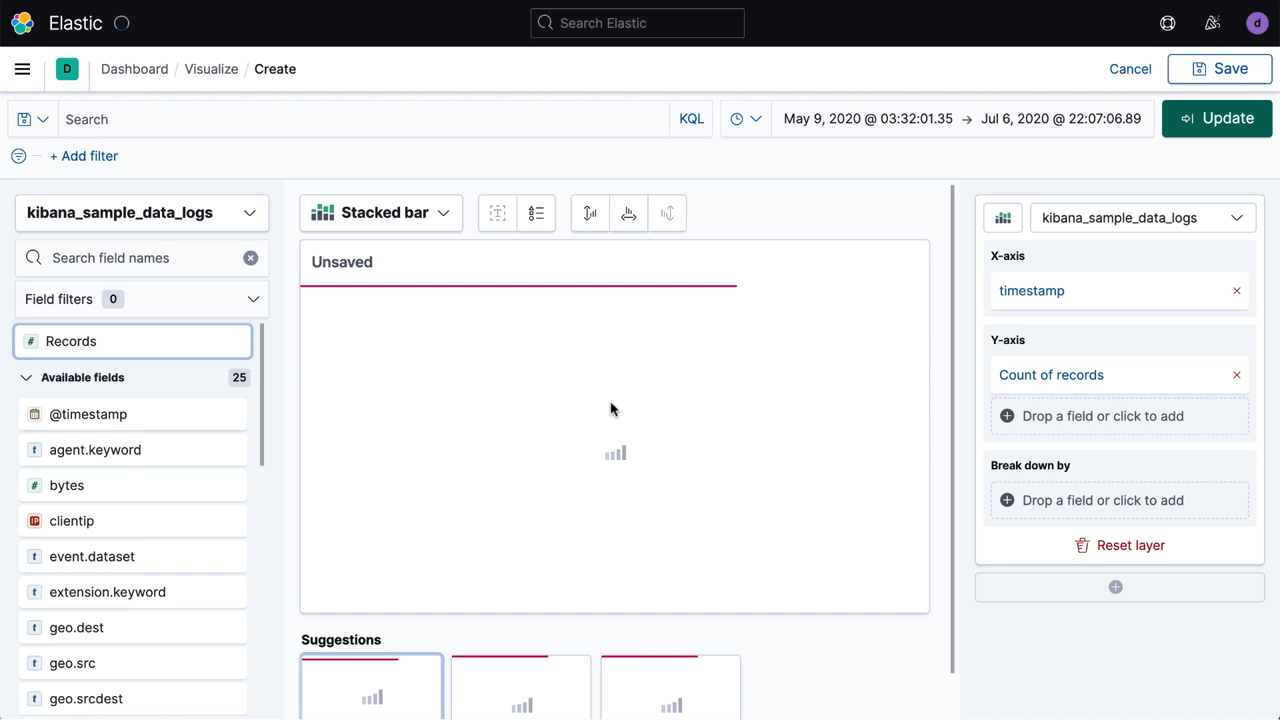 Elastic
Search Elastic
d
D
Dashboard / Visualize / Create
Cancel
Save
Search
KQL
May 9, 2020 @ 03:32:01.35 → Jul 6, 2020 @ 22:07:06.89
Update
+ Add filter
kibana_sample_data_logs
Search field names
Field filters 0
# Records
Available fields 25
@timestamp
t agent.keyword
# bytes
IP clientip
t event.dataset
t extension.keyword
t geo.dest
t geo.src
t geo.srcdest
Stacked bar
T
Unsaved
Suggestions
kibana_sample_data_logs
X-axis
timestamp
Y-axis
Count of records
Drop a field or click to add
Break down by
Drop a field or click to add
Reset layer